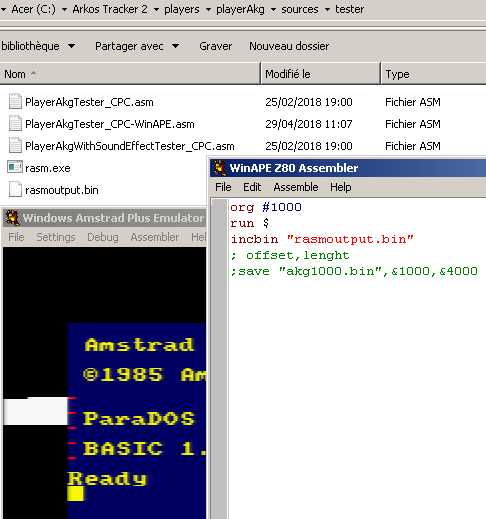 Acer (C:) Arkos Tracker 2 players playerAkg sources tester
bibliothèque Partager avec Graver Nouveau dossier
Nom Modifié le Type
PlayerAkgTester_CPC.asm 25/02/2018 19:00 Fichier ASM
PlayerAkgTester_CPC-WinAPE.asm 29/04/2018 11:07 Fichier ASM
PlayerAkgWithSoundEffectTester_CPC.asm 25/02/2018 19:00 Fichier ASM
rasm.exe
rasmoutput.bin
WinAPE Z80 Assembler
File Edit Assemble Help
org #1000
run $
incbin "rasmoutput.bin"
; offset,lenght
;save "akg1000.bin",&1000,&4000
Windows Amstrad Plus Emulator
File Settings Debug Assembler Hel
Amstrad
©1985 Am
ParaDOS
BASIC 1.
Ready